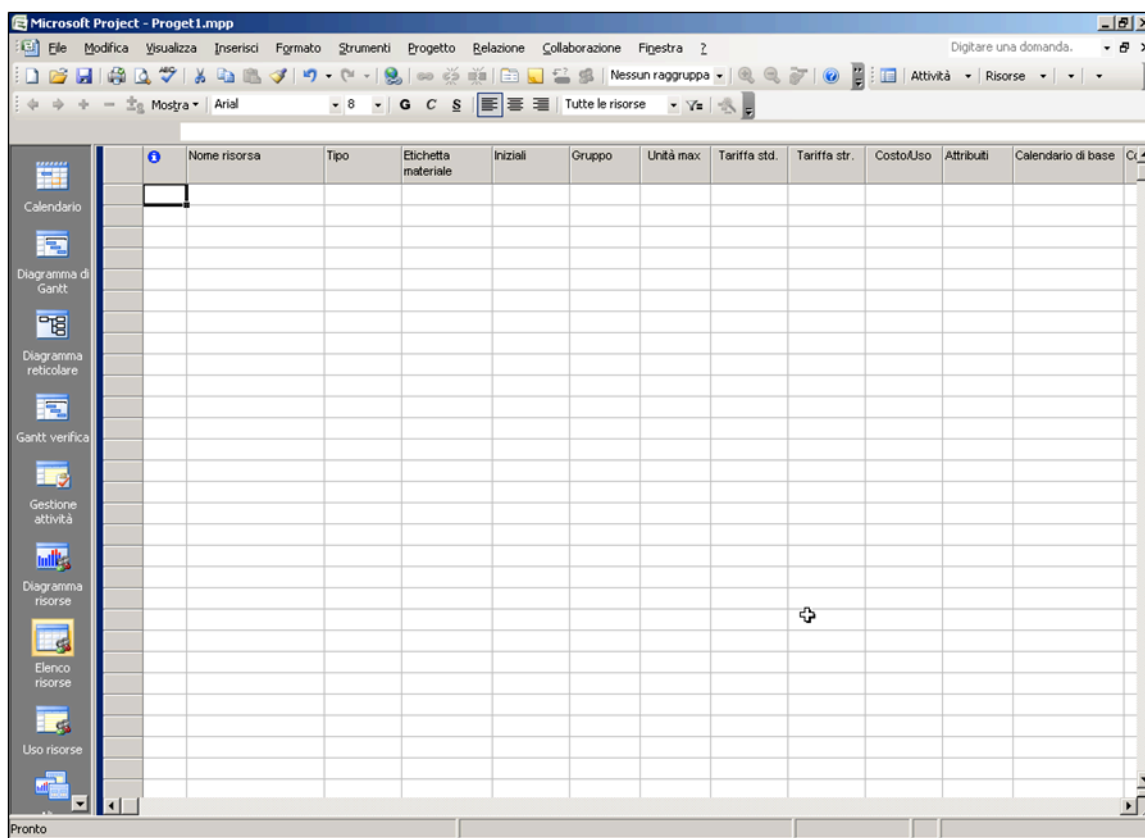 Microsoft Project - Proget1.mpp
File Modifica Visualizza Inserisci Formato Strumenti Progetto Relazione Collaborazione Finestra ? Digitare una domanda.
Nessun raggruppa Attività Risorse
Mostra Arial 8 G C S Tutte le risorse
Nome risorsa Tipo Etichetta materiale Iniziali Gruppo Unità max Tariffa std. Tariffa str. Costo/Uso Attribuiti Calendario di base
Calendario
Diagramma di
Gantt
Diagramma
reticolare
Gantt verifica
Gestione
attività
Diagramma
risorse
Elenco
risorse
Uso risorse
Pronto